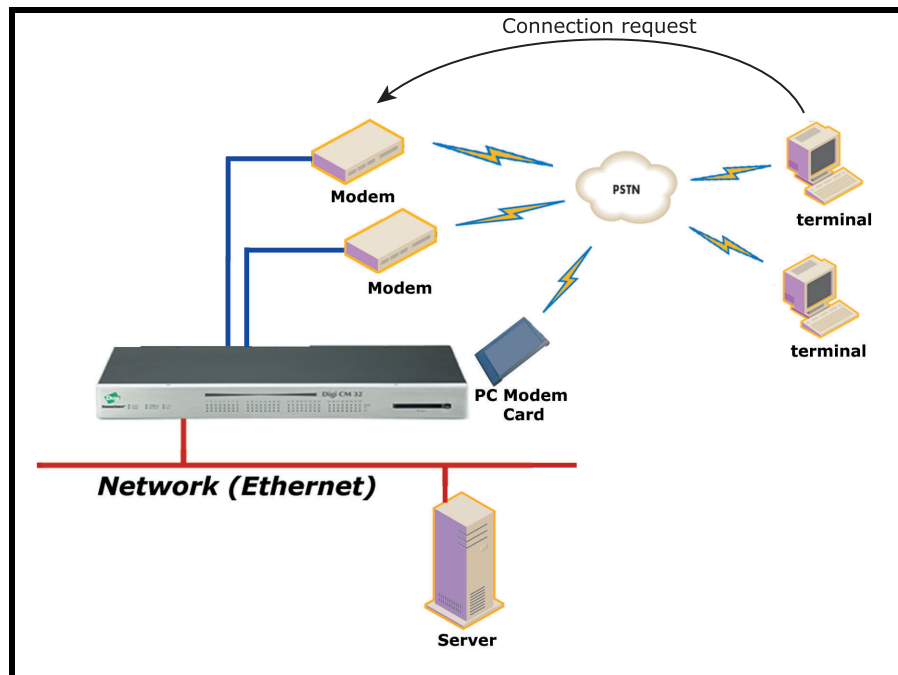 Connection request
Modem
PSTN
terminal
Modem
terminal
Digi CM 32
PC Modem
Card
Network (Ethernet)
Server